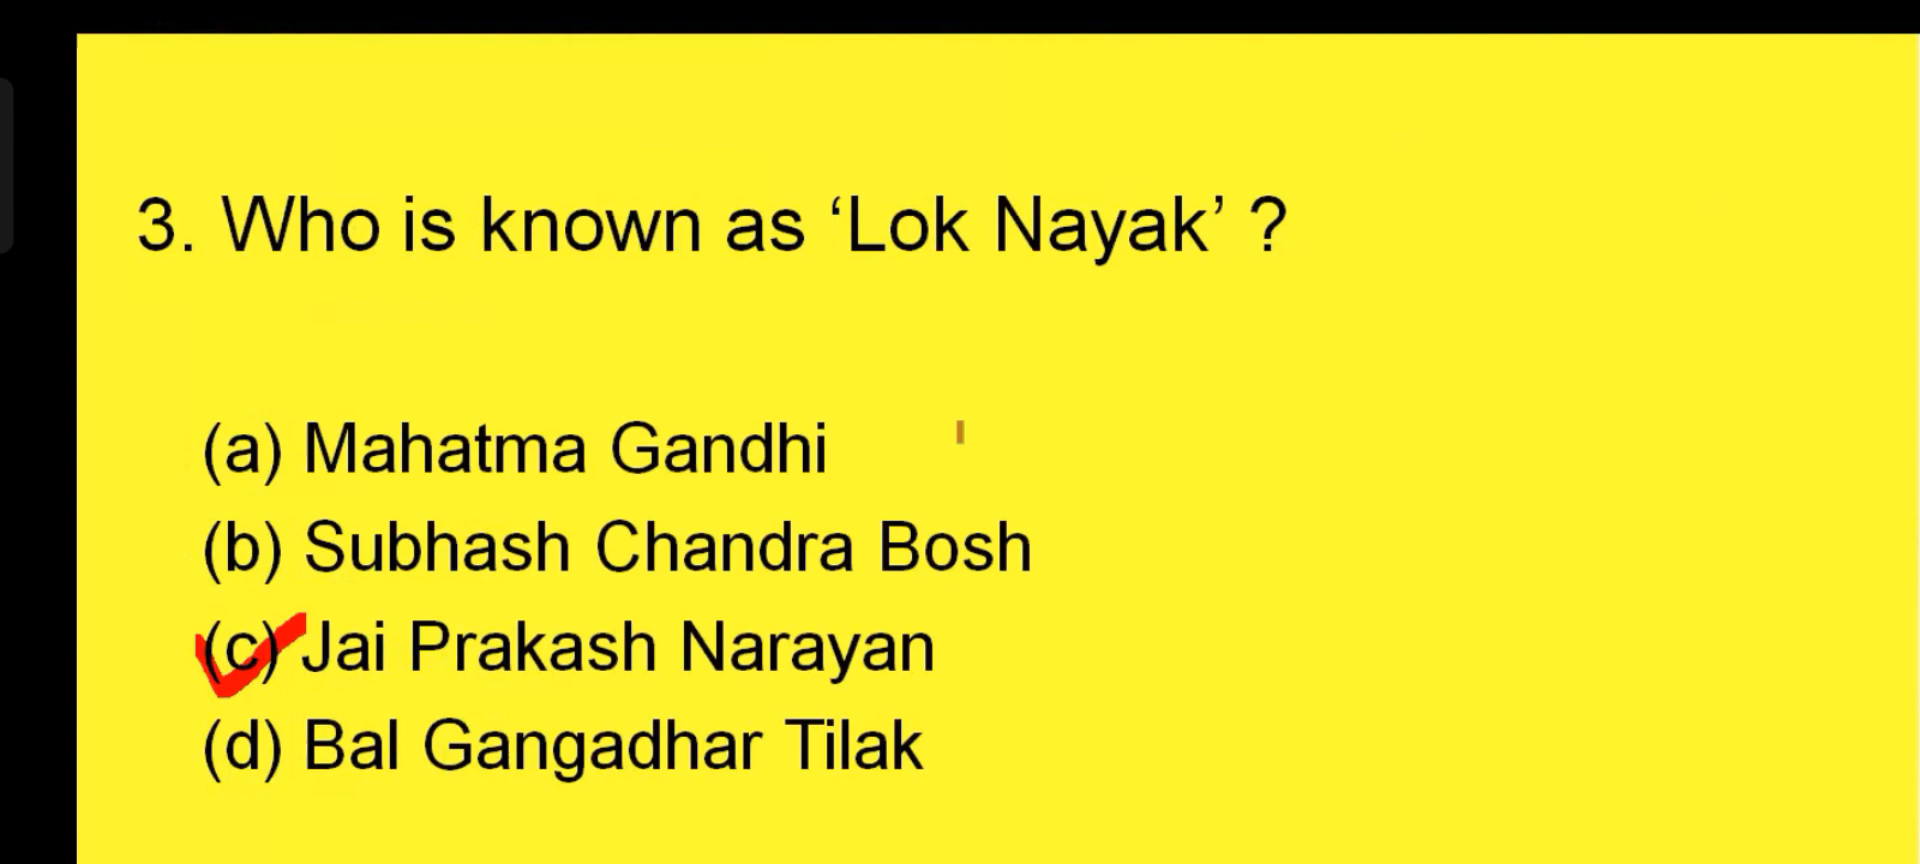 3. Who is known as ‘Lok Nayak’ ?
(a) Mahatma Gandhi
(b) Subhash Chandra Bosh
(c) Jai Prakash Narayan
(d) Bal Gangadhar Tilak